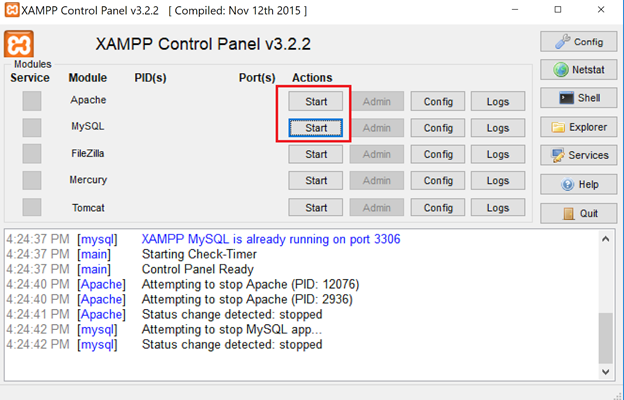 XAMPP Control Panel v3.2.2 [ Compiled: Nov 12th 2015 ]
XAMPP Control Panel v3.2.2
Config
Modules
Service Module PID(s) Port(s) Actions
Netstat
Apache Start Admin Config Logs
Shell
MySQL Start Admin Config Logs
Explorer
FileZilla Start Admin Config Logs
Services
Mercury Start Admin Config Logs
Help
Tomcat Start Admin Config Logs
Quit
4:24:37 PM [mysql] XAMPP MySQL is already running on port 3306
4:24:37 PM [main] Starting Check-Timer
4:24:37 PM [main] Control Panel Ready
4:24:40 PM [Apache] Attempting to stop Apache (PID: 12076)
4:24:40 PM [Apache] Attempting to stop Apache (PID: 2936)
4:24:41 PM [Apache] Status change detected: stopped
4:24:42 PM [mysql] Attempting to stop MySQL app...
4:24:42 PM [mysql] Status change detected: stopped